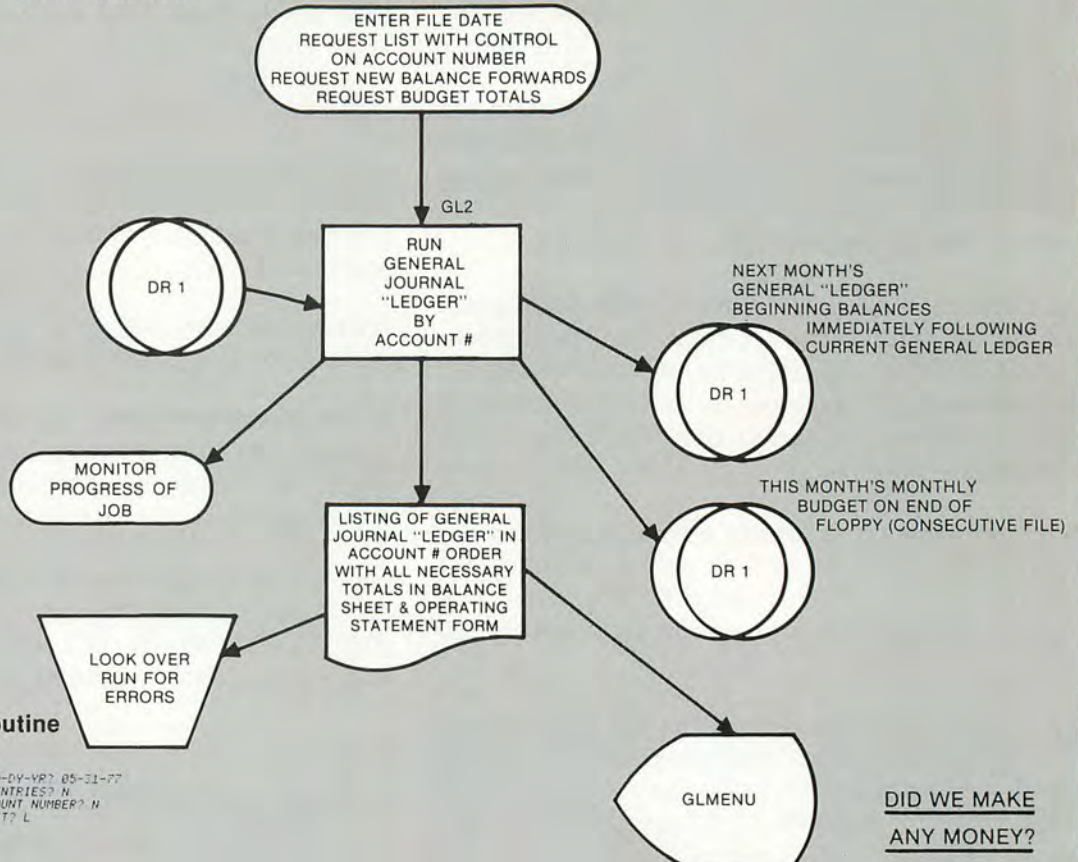 ENTER FILE DATE
REQUEST LIST WITH CONTROL
ON ACCOUNT NUMBER
REQUEST NEW BALANCE FORWARDS
REQUEST BUDGET TOTALS
GL2
RUN
GENERAL
JOURNAL
"LEDGER"
BY
ACCOUNT #
DR 1
NEXT MONTH'S
GENERAL "LEDGER"
BEGINNING BALANCES
IMMEDIATELY FOLLOWING
CURRENT GENERAL LEDGER
DR 1
MONITOR
PROGRESS OF
JOB
LISTING OF GENERAL
JOURNAL "LEDGER" IN
ACCOUNT # ORDER
WITH ALL NECESSARY
TOTALS IN BALANCE
SHEET & OPERATING
STATEMENT FORM
THIS MONTH'S MONTHLY
BUDGET ON END OF
FLOPPY (CONSECUTIVE FILE)
DR 1
LOOK OVER
RUN FOR
ERRORS
utine
-DY-YR? 05-31-77
NTRIES? N
UNT NUMBER? N
T? L
GLMENU
DID WE MAKE
ANY MONEY?